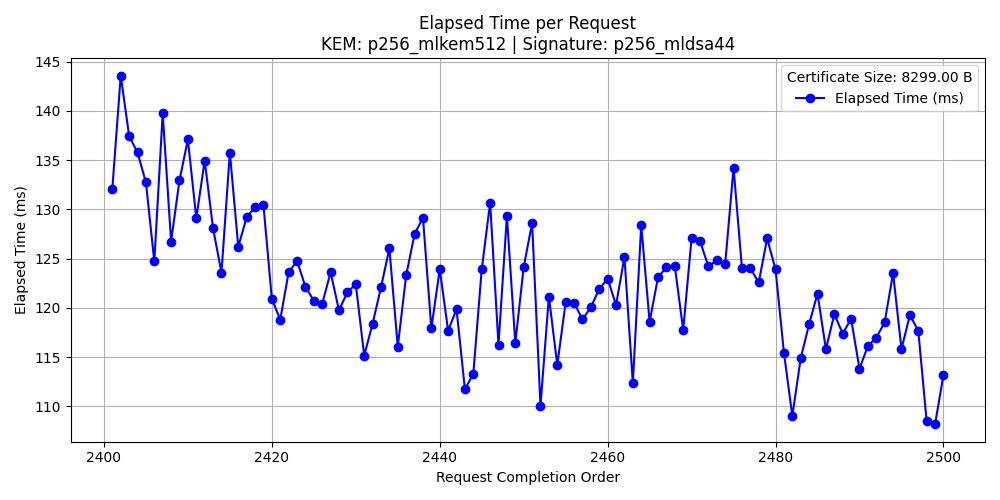 Elapsed Time per Request
KEM: p256_mlkem512 | Signature: p256_mldsa44
Certificate Size: 8299.00 B
Elapsed Time (ms)
Elapsed Time (ms)
145
140
135
130
125
120
115
110
2400
2420
2440
2460
2480
2500
Request Completion Order